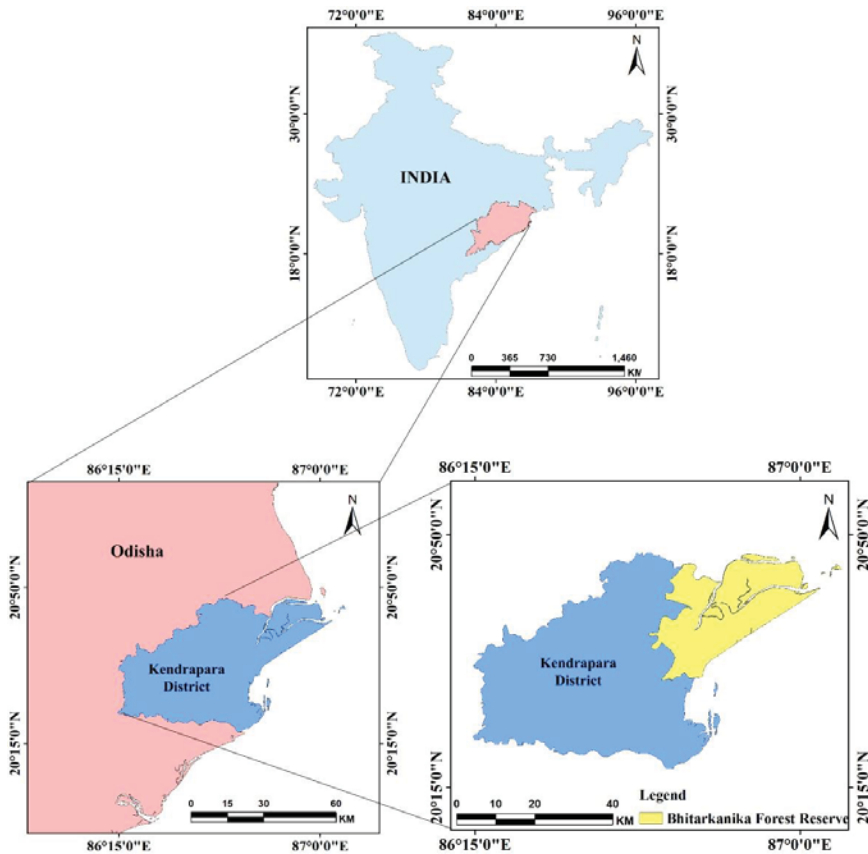 72°0'0"E 84°0'0"E 96°0'0"E
N
30°0'0"N
30°0'0"N
INDIA
18°0'0"N
18°0'0"N
0 365 730 1,460
KM
72°0'0"E 84°0'0"E 96°0'0"E
86°15'0"E 87°0'0"E
N
Odisha
20°50'0"N
Kendrapara
District
20°15'0"N
0 15 30 60
KM
86°15'0"E 87°0'0"E
86°15'0"E 87°0'0"E
N
20°50'0"N
20°50'0"N
Kendrapara
District
20°15'0"N
20°15'0"N
Legend
0 10 20 40
KM
Bhitarkanika Forest Reserve
86°15'0"E 87°0'0"E